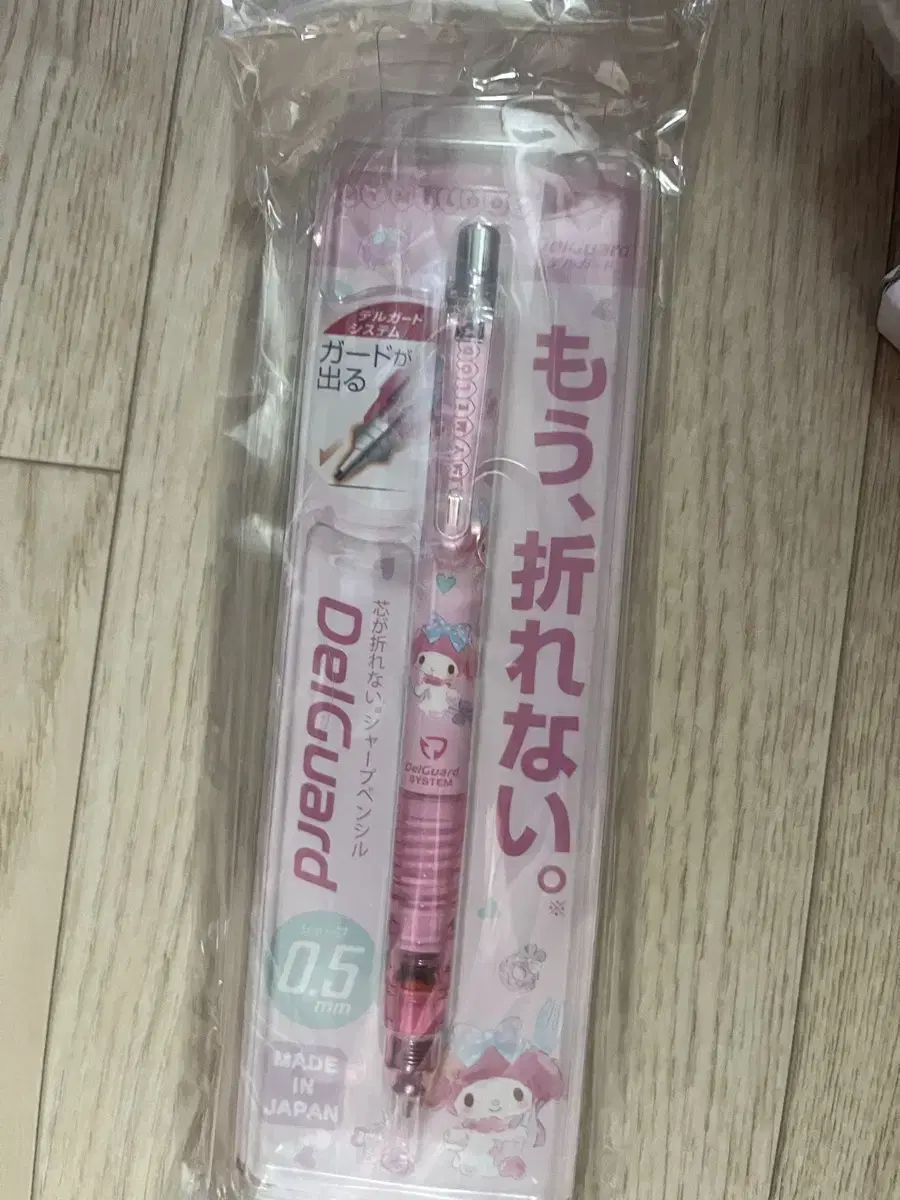 DelGuard
デルガード
システム
ガードが
出る
もう、折れない。※
芯が折れない。シャープペンシル
DelGuard
DelGuard
SYSTEM
0.5
mm
MADE
IN
JAPAN